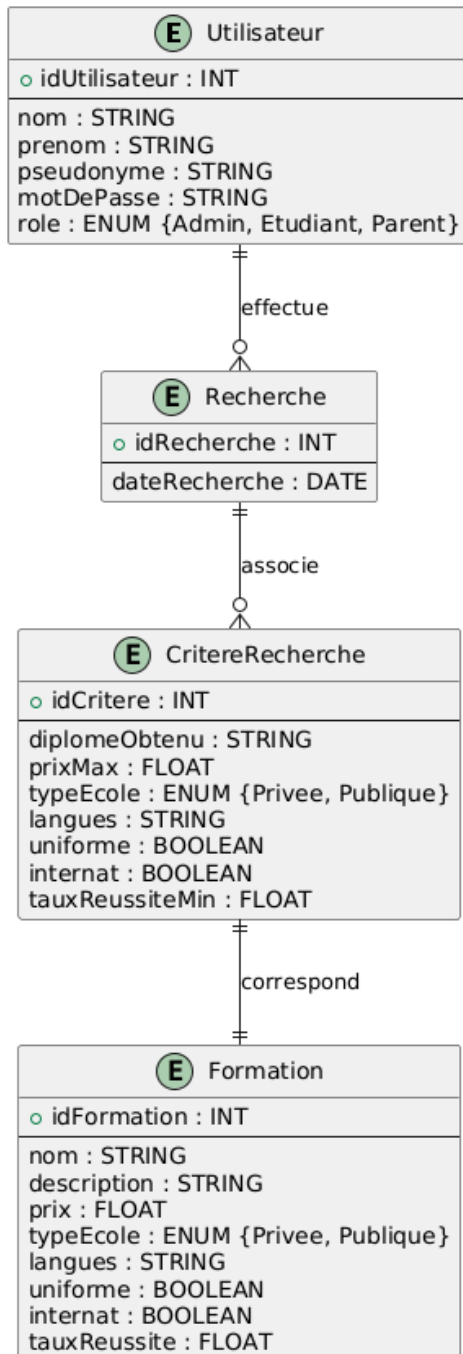 E Utilisateur
idUtilisateur : INT
nom : STRING
prenom : STRING
pseudonyme : STRING
motDePasse : STRING
role : ENUM {Admin, Etudiant, Parent}
effectue
E Recherche
idRecherche : INT
dateRecherche : DATE
associe
E CritereRecherche
idCritere : INT
diplomeObtenu : STRING
prixMax : FLOAT
typeEcole : ENUM {Privee, Publique}
langues : STRING
uniforme : BOOLEAN
internat : BOOLEAN
tauxReussiteMin : FLOAT
correspond
E Formation
idFormation : INT
nom : STRING
description : STRING
prix : FLOAT
typeEcole : ENUM {Privee, Publique}
langues : STRING
uniforme : BOOLEAN
internat : BOOLEAN
tauxReussite : FLOAT